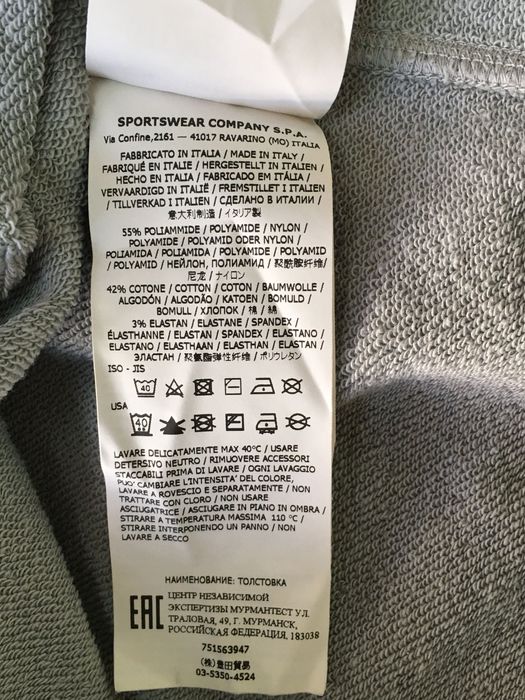 SPORTSWEAR COMPANY S.P.A.
Via Confine,2161 — 41017 RAVARINO (MO) ITALIA
FABBRICATO IN ITALIA / MADE IN ITALY /
FABRIQUÉ EN ITALIE / HERGESTELLT IN ITALIEN /
HECHO EN ITALIA / FABRICADO EM ITÁLIA /
VERVAARDIGD IN ITALIË / FREMSTILLET I ITALIEN
/ TILLVERKAD I ITALIEN / СДЕЛАНО В ИТАЛИИ /
意大利制造 / イタリア製
55% POLIAMMIDE / POLYAMIDE / NYLON /
POLYAMIDE / POLYAMID ODER NYLON /
POLIAMIDA / POLIAMIDA / POLYAMIDE / POLYAMID
/ POLYAMID / НЕЙЛОН, ПОЛИАМИД / 聚酰胺纤维/
尼龙 / ナイロン
42% COTONE / COTTON / COTON / BAUMWOLLE /
ALGODÓN / ALGODÃO / KATOEN / BOMULD /
BOMULL / ХЛОПОК / 棉 / 綿
3% ELASTAN / ELASTANE / SPANDEX /
ÉLASTHANNE / ELASTAN / SPANDEX / ELASTANO /
ELASTANO / ELASTHAAN / ELASTHAN / ELASTAN /
ЭЛАСТАН / 聚氨酯弹性纤维 / ポリウレタン
ISO - JIS
40
USA
40
LAVARE DELICATAMENTE MAX 40°C / USARE
DETERSIVO NEUTRO / RIMUOVERE ACCESSORI
STACCABILI PRIMA DI LAVARE / OGNI LAVAGGIO
PUO' CAMBIARE L'INTENSITA' DEL COLORE,
LAVARE A ROVESCIO E SEPARATAMENTE / NON
TRATTARE CON CLORO / NON USARE
ASCIUGATRICE / ASCIUGARE IN PIANO IN OMBRA /
STIRARE A TEMPERATURA MASSIMA 110 °C /
STIRARE INTERPONENDO UN PANNO / NON
LAVARE A SECCO
НАИМЕНОВАНИЕ: ТОЛСТОВКА
EAC
ЦЕНТР НЕЗАВИСИМОЙ
ЭКСПЕРТИЗЫ МУРМАНТЕСТ УЛ.
ТРАЛОВАЯ, 49, Г. МУРМАНСК,
РОССИЙСКАЯ ФЕДЕРАЦИЯ, 183038
751563947
(株)豊田貿易
03-5350-4524